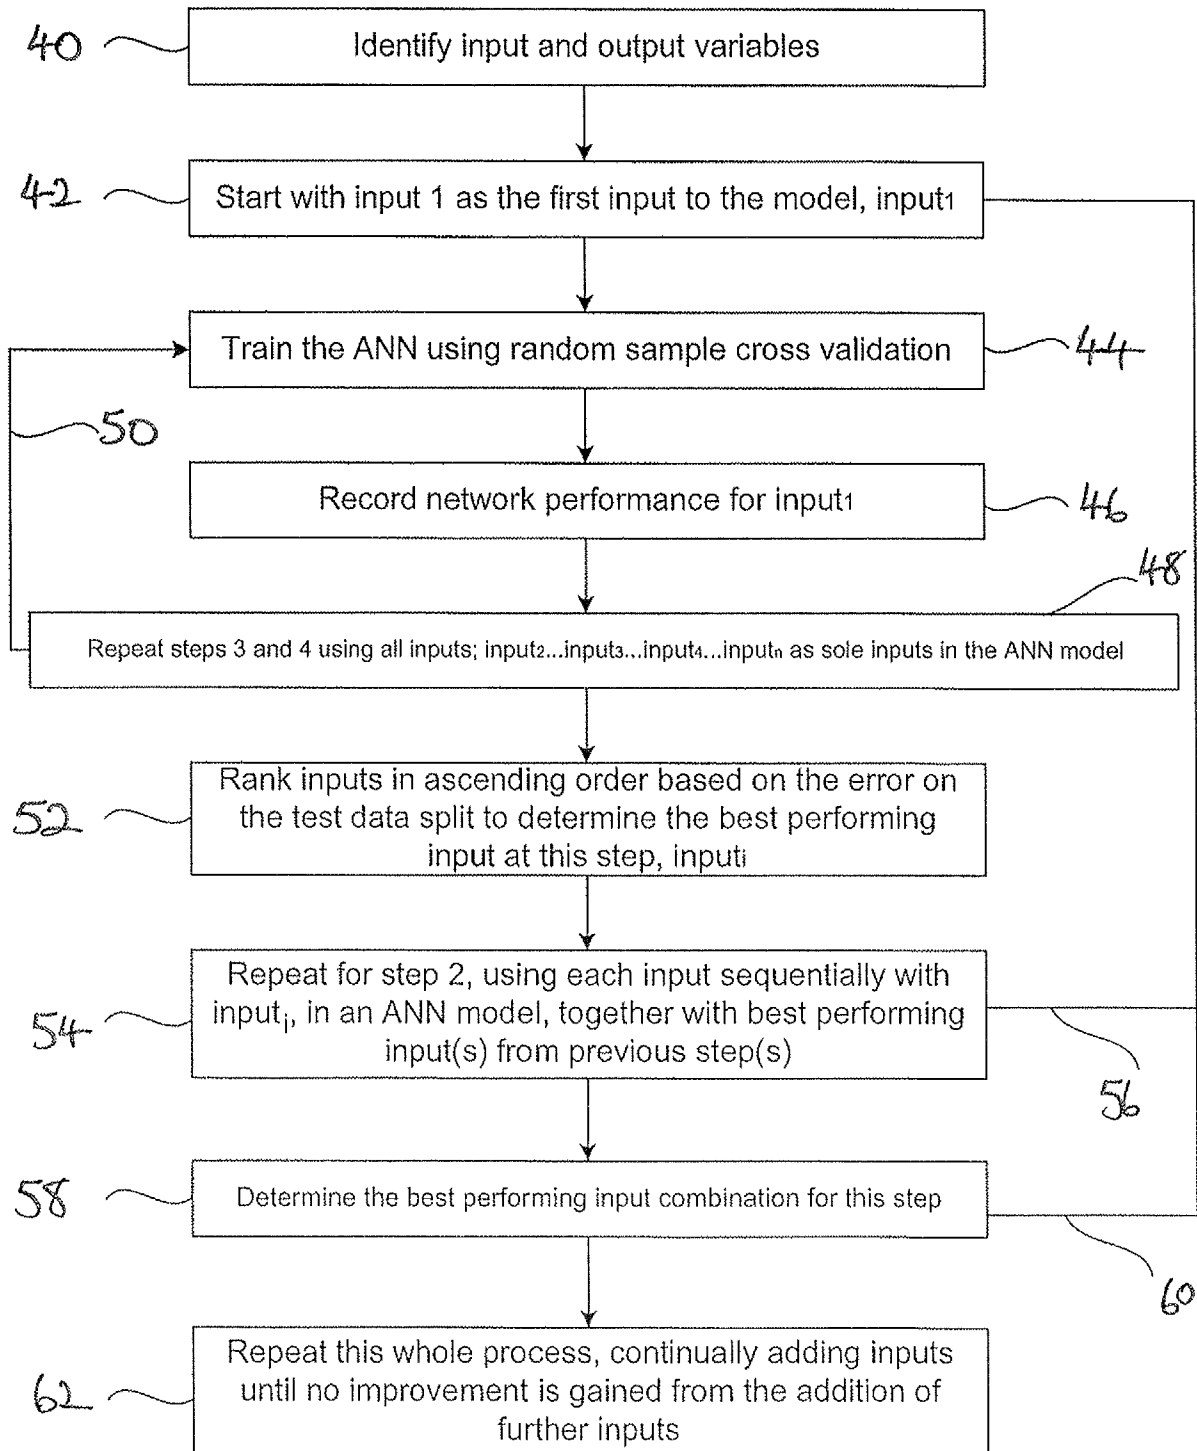 40
Identify input and output variables
42
Start with input 1 as the first input to the model, input₁
Train the ANN using random sample cross validation
44
50
Record network performance for input₁
46
48
Repeat steps 3 and 4 using all inputs; input₂...input₃...input₄...inputₙ as sole inputs in the ANN model
52
Rank inputs in ascending order based on the error on
the test data split to determine the best performing
input at this step, inputᵢ
54
Repeat for step 2, using each input sequentially with
inputⱼ, in an ANN model, together with best performing
input(s) from previous step(s)
56
58
Determine the best performing input combination for this step
60
62
Repeat this whole process, continually adding inputs
until no improvement is gained from the addition of
further inputs